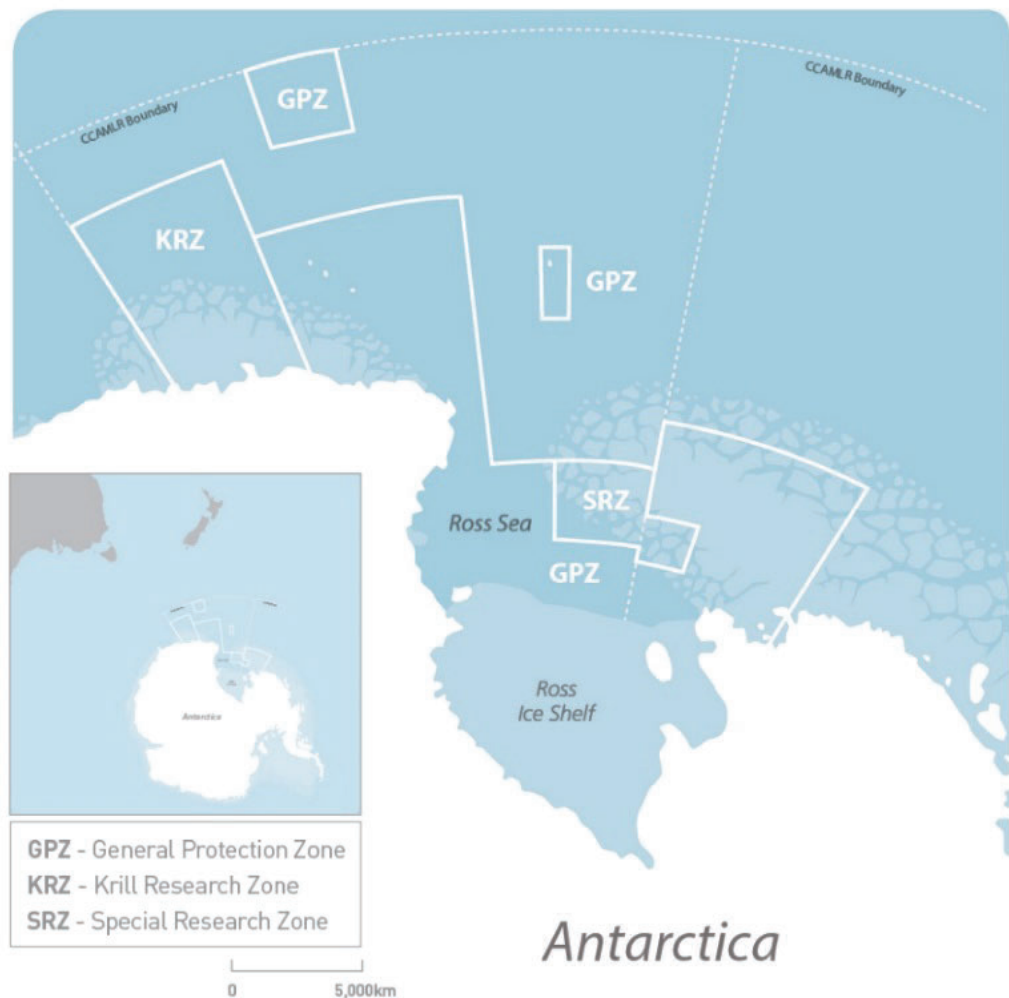 CCAMLR Boundary
GPZ
CCAMLR Boundary
KRZ
GPZ
SRZ
Ross Sea
GPZ
Ross
Ice Shelf
Antarctica
GPZ - General Protection Zone
KRZ - Krill Research Zone
SRZ - Special Research Zone
Antarctica
0 5,000km